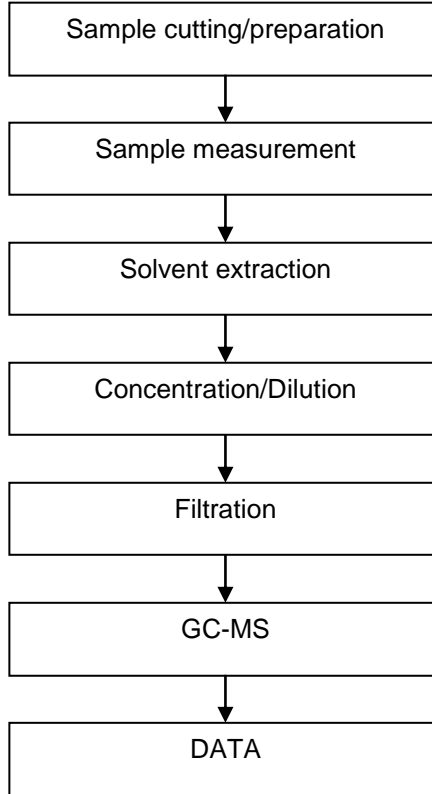 Sample cutting/preparation
Sample measurement
Solvent extraction
Concentration/Dilution
Filtration
GC-MS
DATA